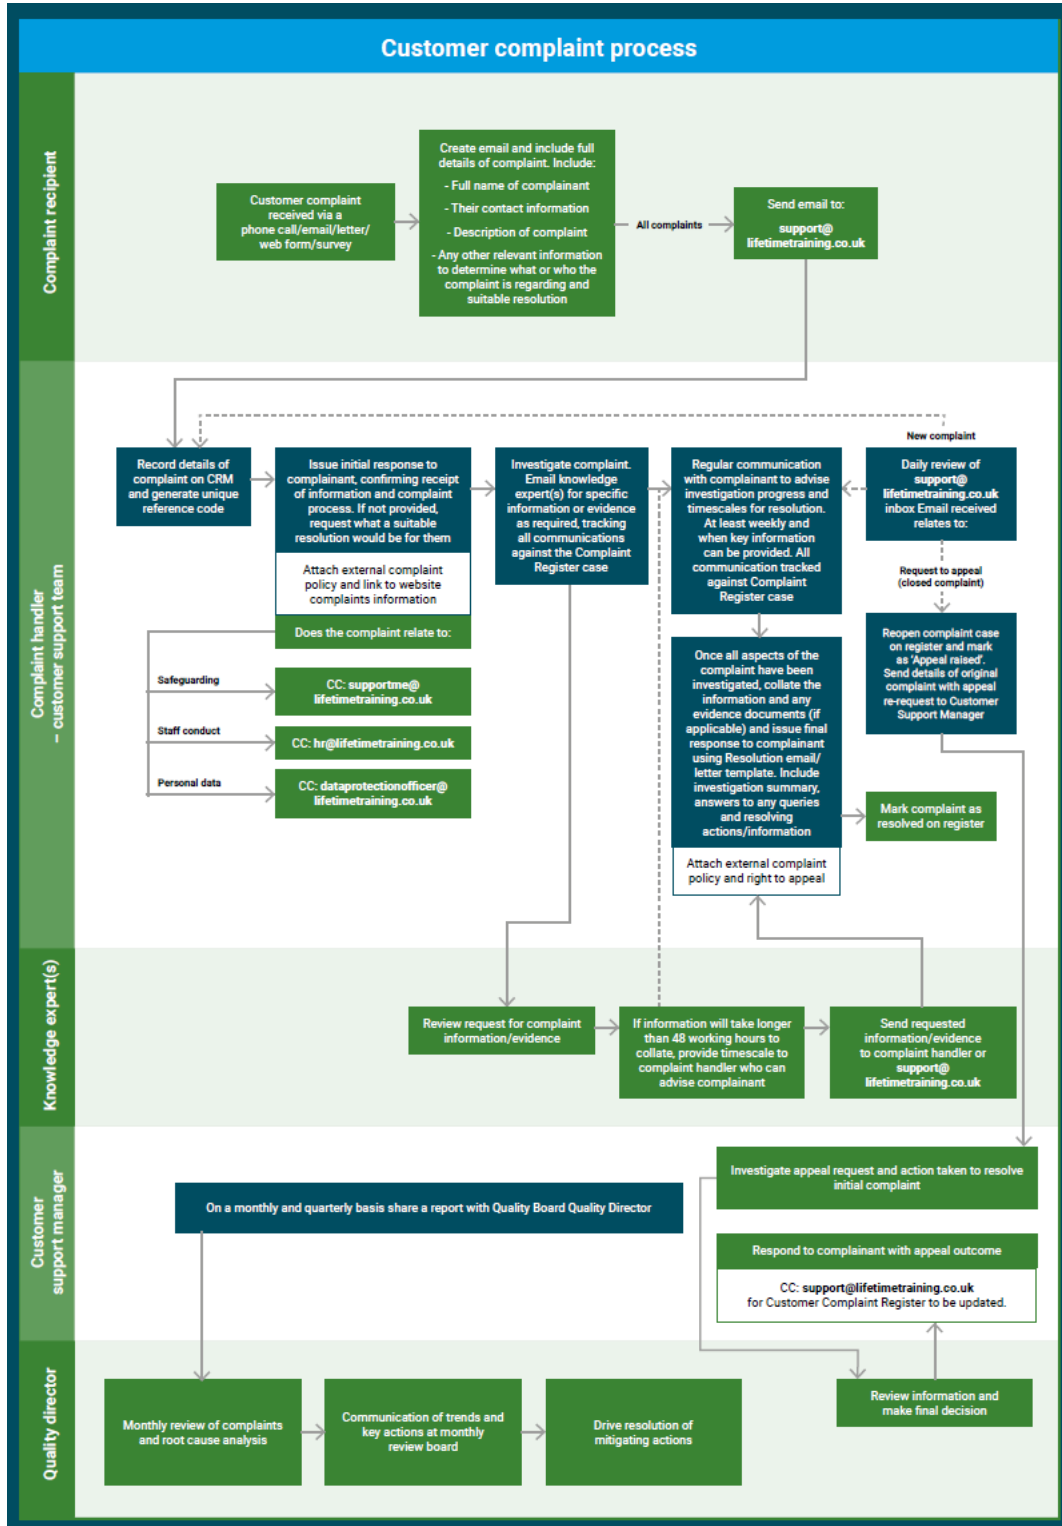 Customer complaint process
Complaint recipient
Customer complaint
received via a
phone call/email/letter/
web form/survey
Create email and include full
details of complaint. Include:
- Full name of complainant
- Their contact information
- Description of complaint
- Any other relevant information
to determine what or who the
complaint is regarding and
suitable resolution
All complaints
Send email to:
support@
lifetimetraining.co.uk
Complaint handler
– customer support team
New complaint
Record details of
complaint on CRM
and generate unique
reference code
Issue initial response to
complainant, confirming receipt
of information and complaint
process. If not provided,
request what a suitable
resolution would be for them
Attach external complaint
policy and link to website
complaints information
Does the complaint relate to:
Safeguarding
CC: supportme@
lifetimetraining.co.uk
Staff conduct
CC: hr@lifetimetraining.co.uk
Personal data
CC: dataprotectionofficer@
lifetimetraining.co.uk
Investigate complaint.
Email knowledge
expert(s) for specific
information or evidence
as required, tracking
all communications
against the Complaint
Register case
Regular communication
with complainant to advise
investigation progress and
timescales for resolution.
At least weekly and
when key information
can be provided. All
communication tracked
against Complaint
Register case
Daily review of
support@
lifetimetraining.co.uk
inbox Email received
relates to:
Request to appeal
(closed complaint)
Reopen complaint case
on register and mark
as 'Appeal raised'.
Send details of original
complaint with appeal
re-request to Customer
Support Manager
Once all aspects of the
complaint have been
investigated, collate the
information and any
evidence documents (if
applicable) and issue final
response to complainant
using Resolution email/
letter template. Include
investigation summary,
answers to any queries
and resolving
actions/information
Attach external complaint
policy and right to appeal
Mark complaint as
resolved on register
Knowledge expert(s)
Review request for complaint
information/evidence
If information will take longer
than 48 working hours to
collate, provide timescale to
complaint handler who can
advise complainant
Send requested
information/evidence
to complaint handler or
support@
lifetimetraining.co.uk
Customer
support manager
On a monthly and quarterly basis share a report with Quality Board Quality Director
Investigate appeal request and action taken to resolve
initial complaint
Respond to complainant with appeal outcome
CC: support@lifetimetraining.co.uk
for Customer Complaint Register to be updated.
Quality director
Monthly review of complaints
and root cause analysis
Communication of trends and
key actions at monthly
review board
Drive resolution of
mitigating actions
Review information and
make final decision